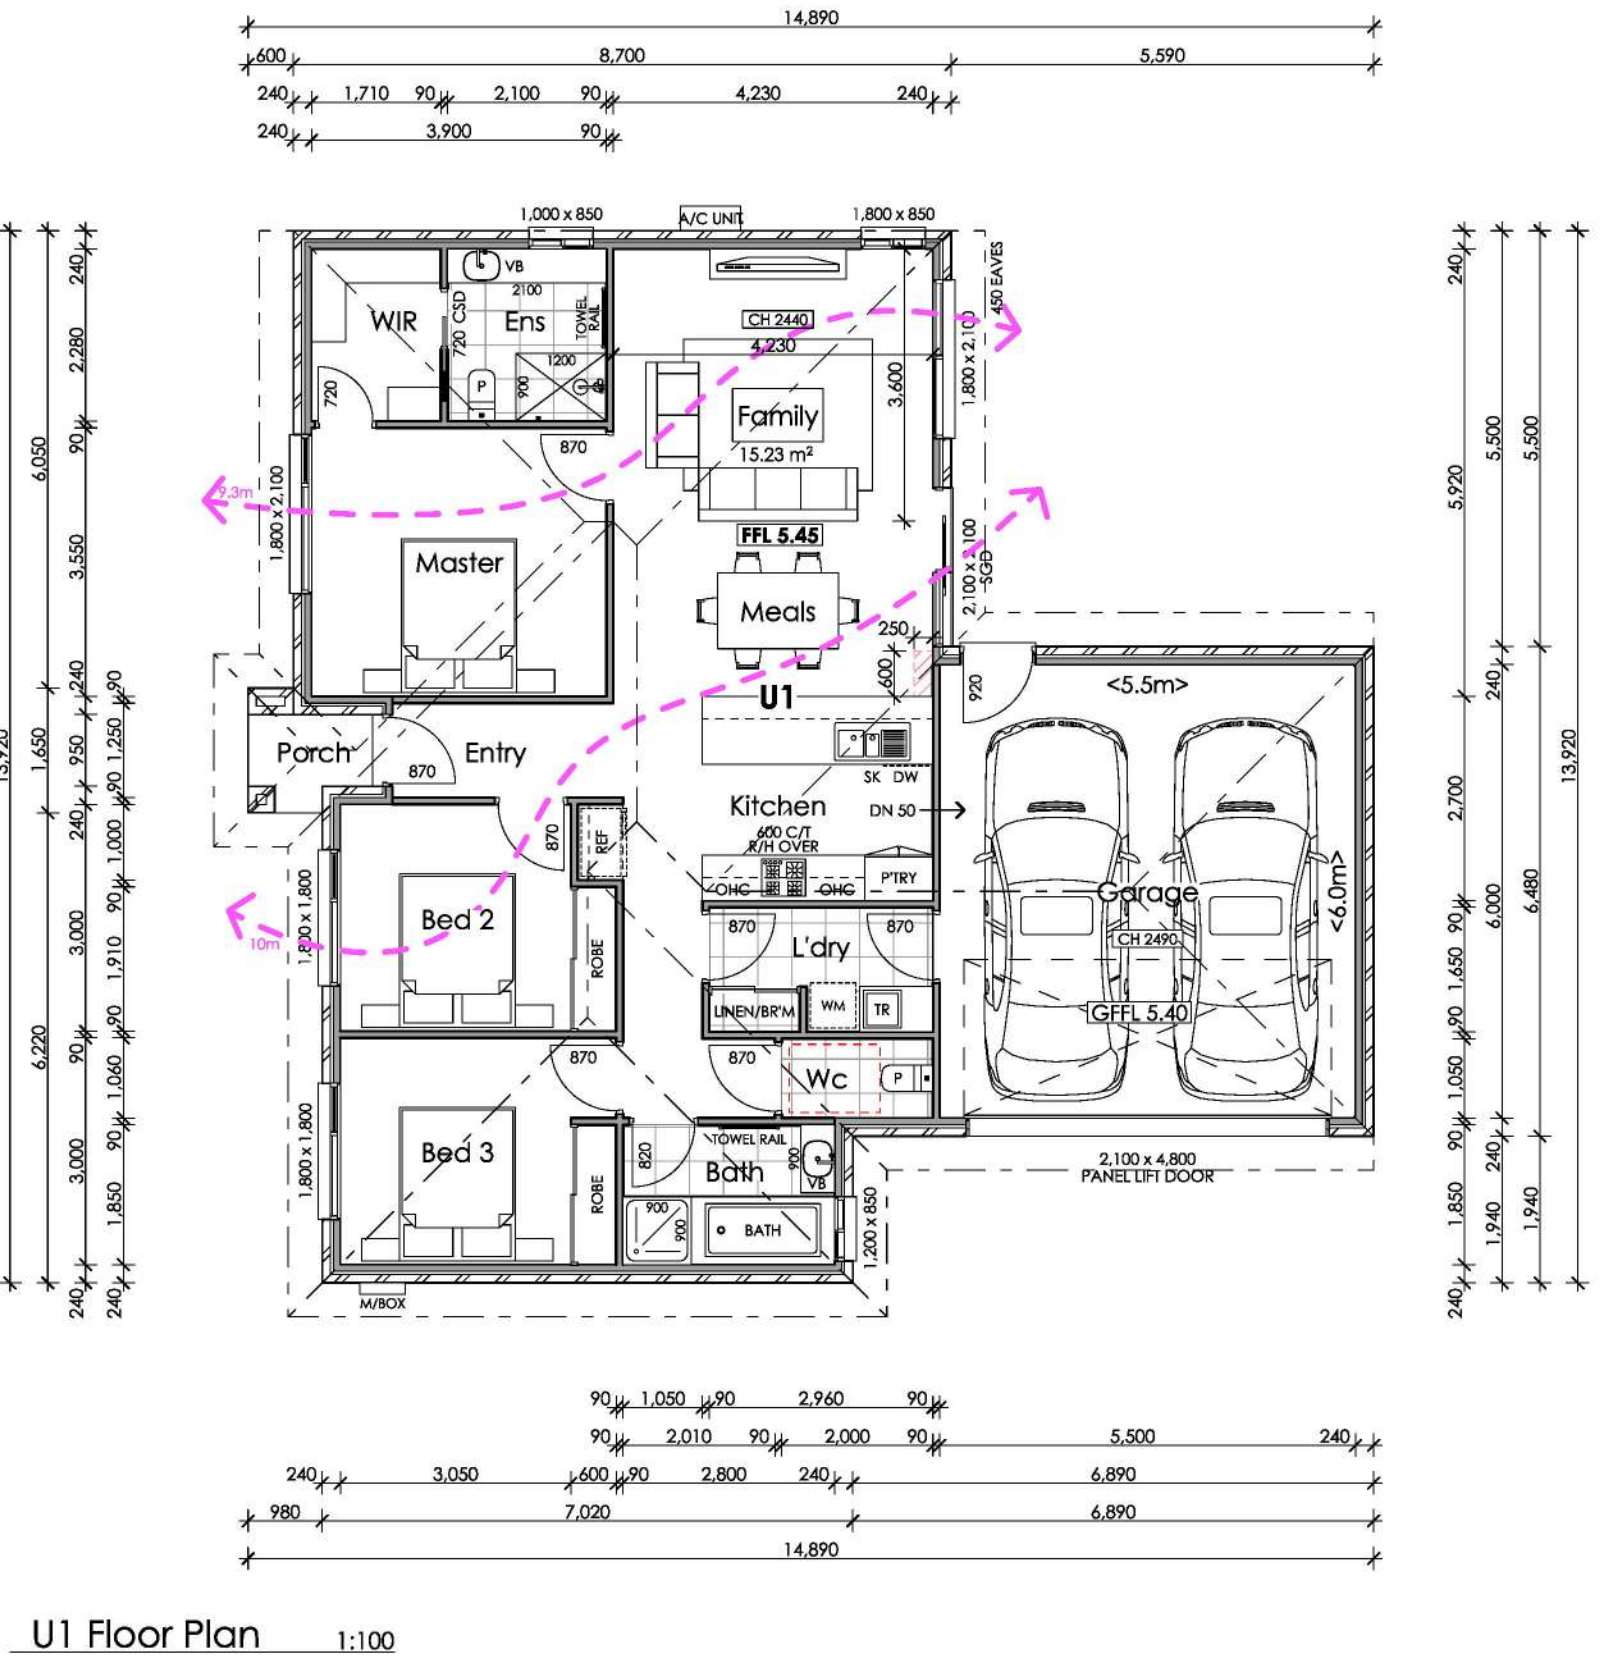 14,890
600 8,700 5,590
240 1,710 90 2,100 90 4,230 240
240 3,900 90
1,000 x 850 A/C UNIT 1,800 x 850
VB
2100
WIR
720 CSD
Ens
TOWEL
RAIL
CH 2440
4,230
450 EAVES
1,800 x 2,100
1200
900
P
720
3,600
Family
15.23 m²
870
9.3m
1,800 x 2,100
Master
FFL 5.45
Meals
2,100 x 2,100
SGD
250
600
U1
920
<5.5m>
Porch
870
Entry
SK DW
Kitchen
DN 50
600 C/T
R/H OVER
870
REF
OHC OHC
P'TRY
Garage
<6.0m>
CH 2490
GFFL 5.40
1,800 x 1,800
10m
Bed 2
ROBE
870 870
L'dry
LINEN/BR'M
WM
TR
870 870
Wc
P
1,800 x 1,800
Bed 3
ROBE
820
TOWEL RAIL
Bath
900
VB
900
900
BATH
1,200 x 850
2,100 x 4,800
PANEL LIFT DOOR
M/BOX
13,920
6,050
1,650
6,220
240
2,280
90
3,550
240
950
240
3,000
90
3,000
240
90
1,250
90
1,000
90
1,910
90
1,060
90
1,850
240
240
5,920
2,700
90
1,650
90
1,050
90
1,850
240
5,500
240
6,000
240
1,940
5,500
6,480
1,940
13,920
90 1,050 90 2,960 90
90 2,010 90 2,000 90 5,500 240
240 3,050 600 90 2,800 240 6,890
980 7,020 6,890
14,890
U1 Floor Plan 1:100